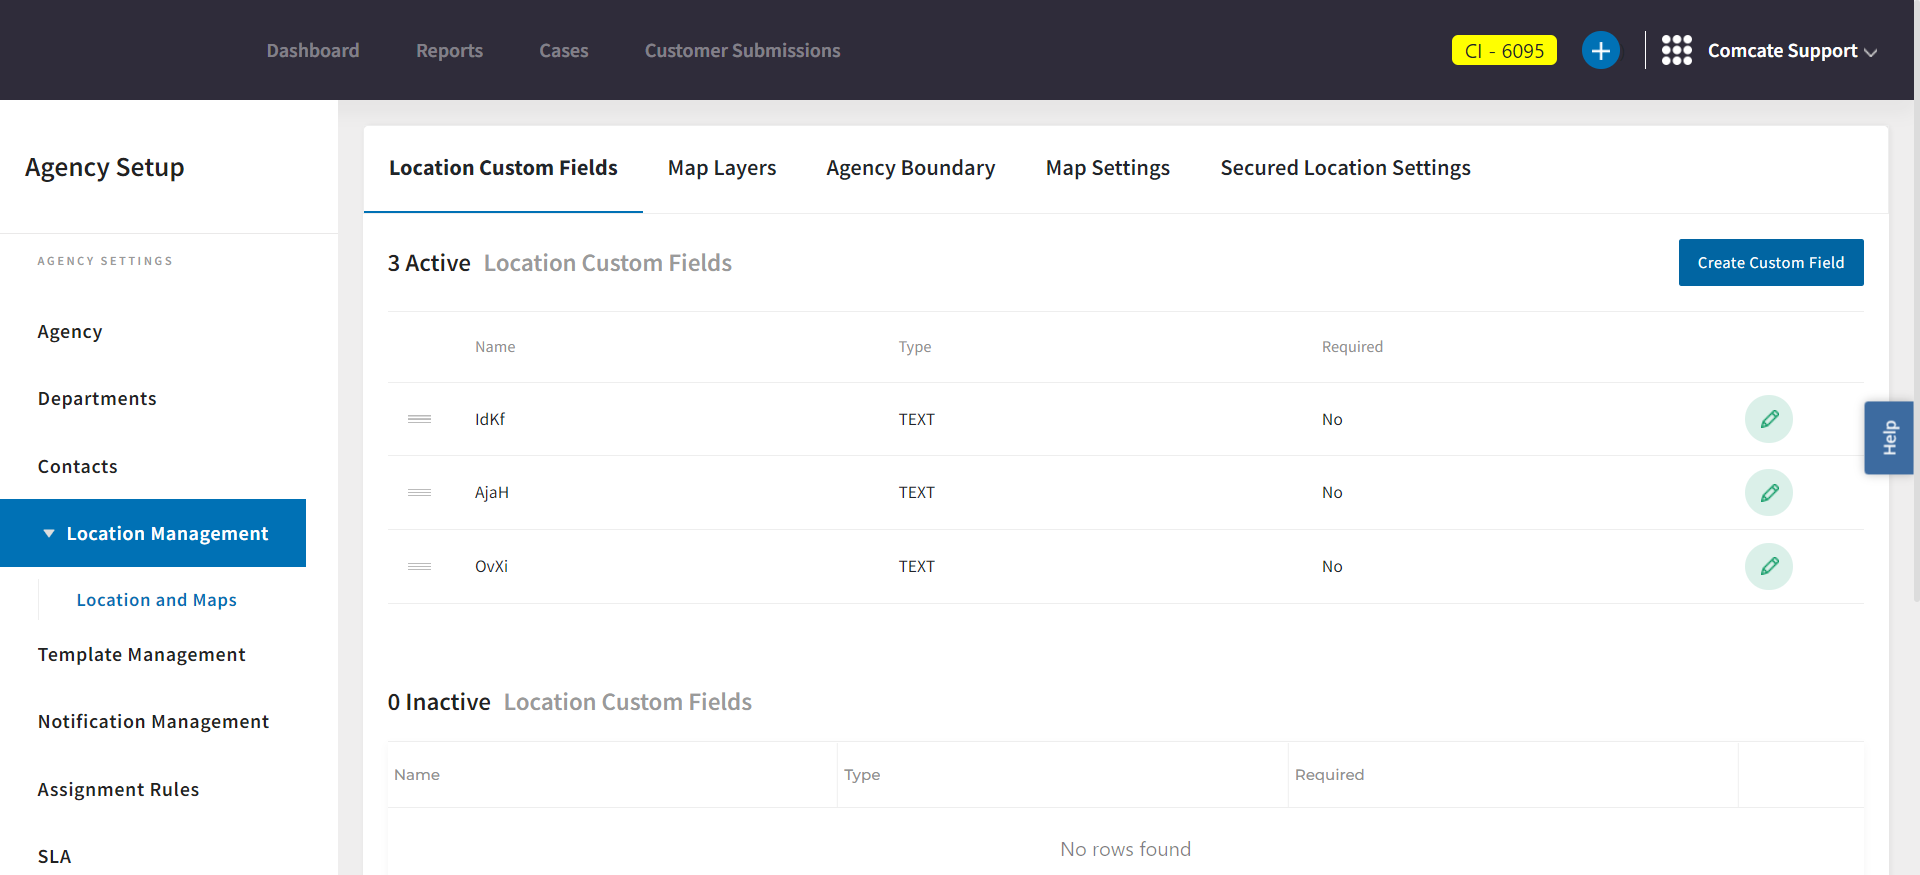 Dashboard Reports Cases Customer Submissions CI - 6095 Comcate Support
Agency Setup
AGENCY SETTINGS
Agency
Departments
Contacts
Location Management
Location and Maps
Template Management
Notification Management
Assignment Rules
SLA
Location Custom Fields Map Layers Agency Boundary Map Settings Secured Location Settings
3 Active Location Custom Fields Create Custom Field
Name Type Required
IdKf TEXT No
AjaH TEXT No
OvXi TEXT No
0 Inactive Location Custom Fields
Name Type Required
No rows found
Help